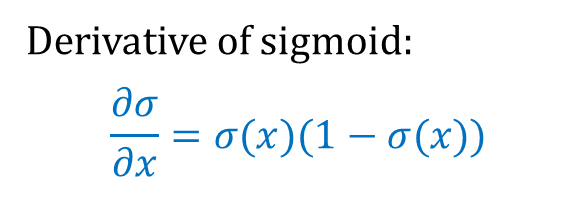 Derivative of sigmoid:
∂σ/∂x = σ(x)(1 − σ(x))